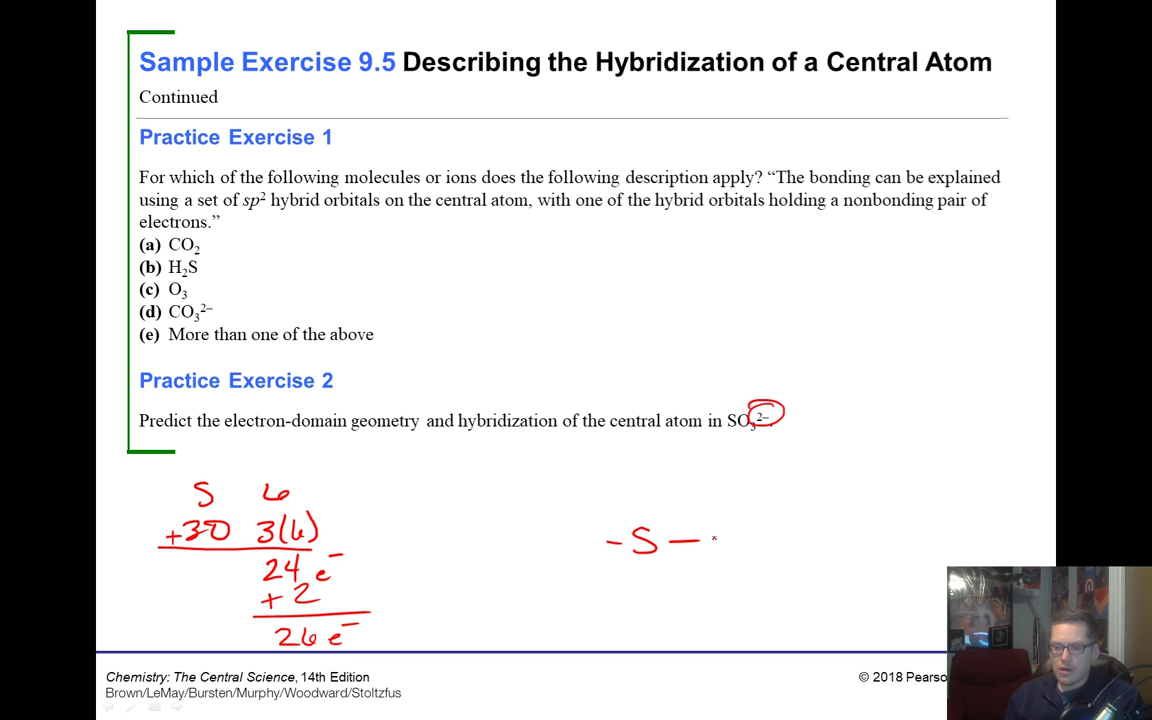 Sample Exercise 9.5 Describing the Hybridization of a Central Atom
Continued
Practice Exercise 1
For which of the following molecules or ions does the following description apply? “The bonding can be explained
using a set of sp² hybrid orbitals on the central atom, with one of the hybrid orbitals holding a nonbonding pair of
electrons.”
(a) CO₂
(b) H₂S
(c) O₃
(d) CO₃²⁻
(e) More than one of the above
Practice Exercise 2
Predict the electron-domain geometry and hybridization of the central atom in SO₃²⁻.
S 6
+3O 3(6)
24 e⁻
+ 2
26 e⁻
- S —
Chemistry: The Central Science, 14th Edition
Brown/LeMay/Bursten/Murphy/Woodward/Stoltzfus
© 2018 Pearso